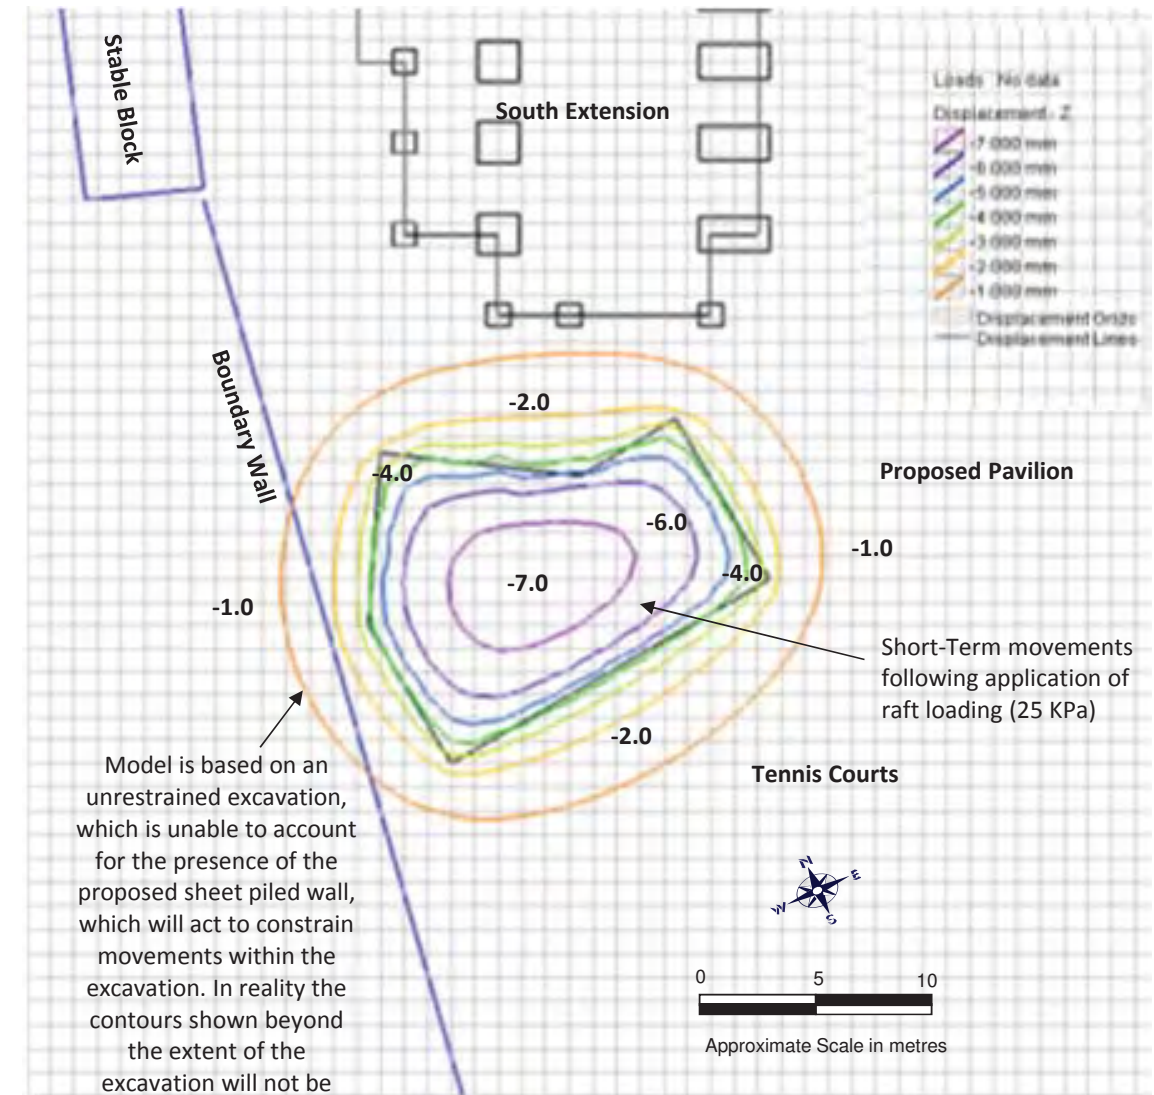 Stable Block
South Extension
Loads No data
Displacement - Z
-7.000 mm
-6.000 mm
-5.000 mm
-4.000 mm
-3.000 mm
-2.000 mm
-1.000 mm
Displacement Grids
Displacement Lines
Boundary Wall
-2.0
-4.0
Proposed Pavilion
-6.0
-1.0
-4.0
-7.0
-1.0
Short-Term movements
following application of
raft loading (25 KPa)
-2.0
Tennis Courts
Model is based on an
unrestrained excavation,
which is unable to account
for the presence of the
proposed sheet piled wall,
which will act to constrain
movements within the
excavation. In reality the
contours shown beyond
the extent of the
excavation will not be
N
E
W
S
0 5 10
Approximate Scale in metres